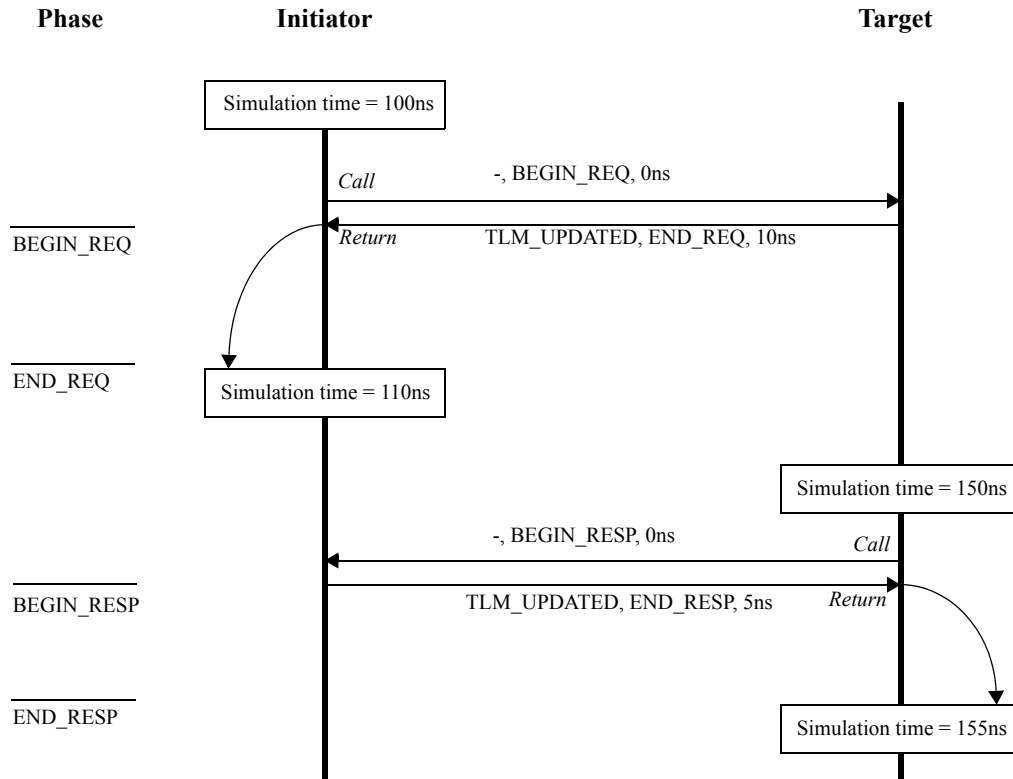 Phase Initiator Target
Simulation time = 100ns
Call -, BEGIN_REQ, 0ns
BEGIN_REQ Return TLM_UPDATED, END_REQ, 10ns
END_REQ Simulation time = 110ns
Simulation time = 150ns
-, BEGIN_RESP, 0ns Call
BEGIN_RESP TLM_UPDATED, END_RESP, 5ns Return
END_RESP Simulation time = 155ns